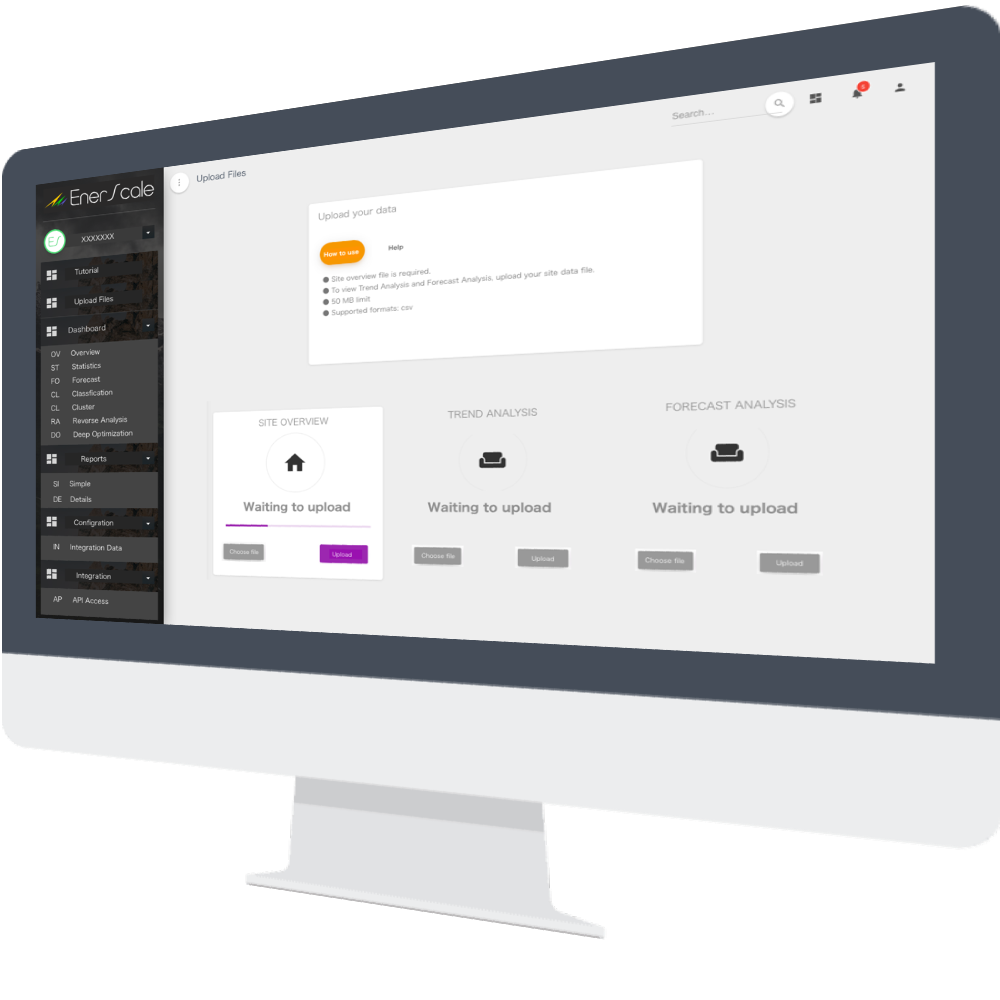 Ener Scale
XXXXXXX
Tutorial
Upload Files
Dashboard
OV Overview
ST Statistics
FO Forecast
CL Classfication
CL Cluster
RA Reverse Analysis
DO Deep Optimization
Reports
SI Simple
DE Details
Configration
IN Integration Data
Integration
AP API Access
Upload Files
Search...
5
Upload your data
How to use Help
Site overview file is required.
To view Trend Analysis and Forecast Analysis, upload your site data file.
50 MB limit
Supported formats: csv
SITE OVERVIEW
Waiting to upload
Choose file Upload
TREND ANALYSIS
Waiting to upload
Choose file Upload
FORECAST ANALYSIS
Waiting to upload
Choose file Upload
ES